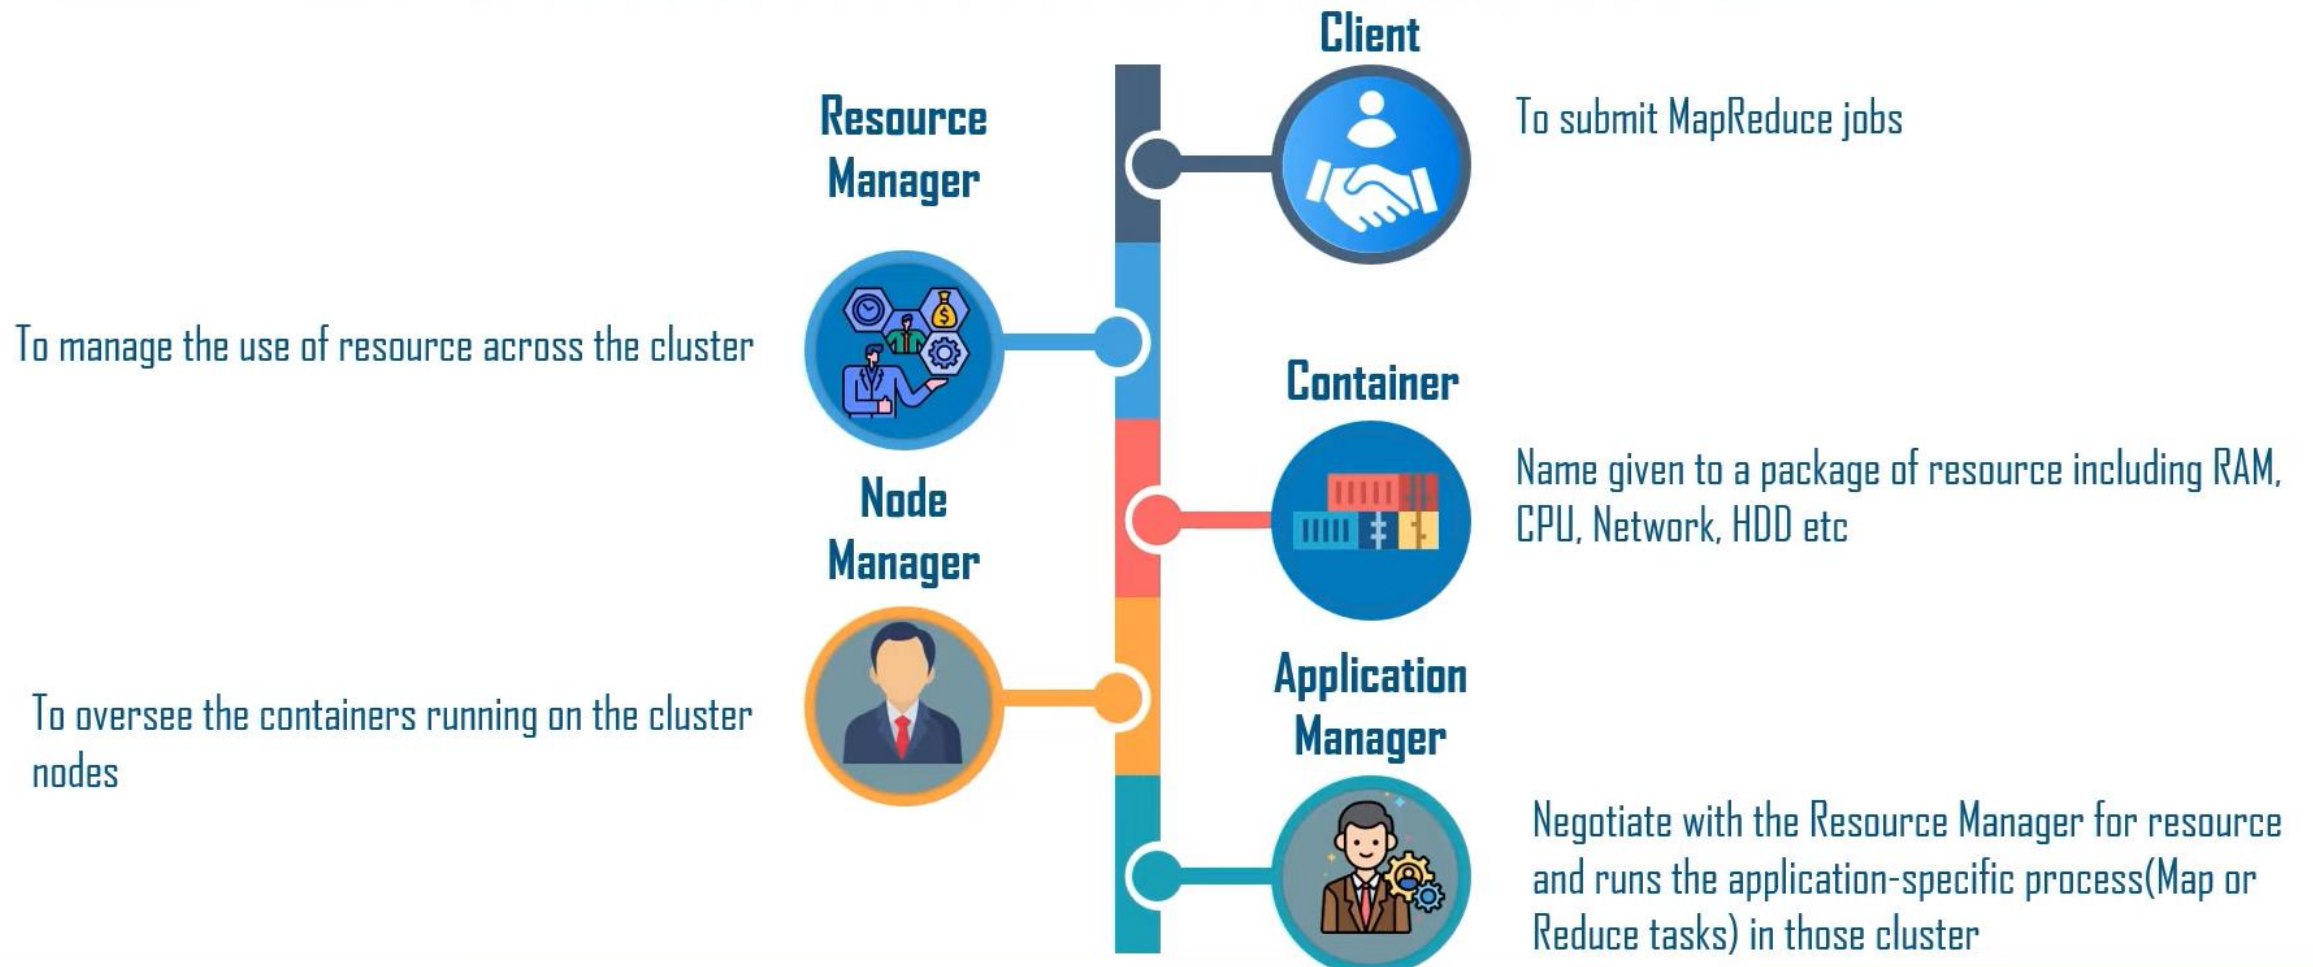 Client
To submit MapReduce jobs
Resource
Manager
To manage the use of resource across the cluster
Container
Name given to a package of resource including RAM,
CPU, Network, HDD etc
Node
Manager
To oversee the containers running on the cluster
nodes
Application
Manager
Negotiate with the Resource Manager for resource
and runs the application-specific process(Map or
Reduce tasks) in those cluster